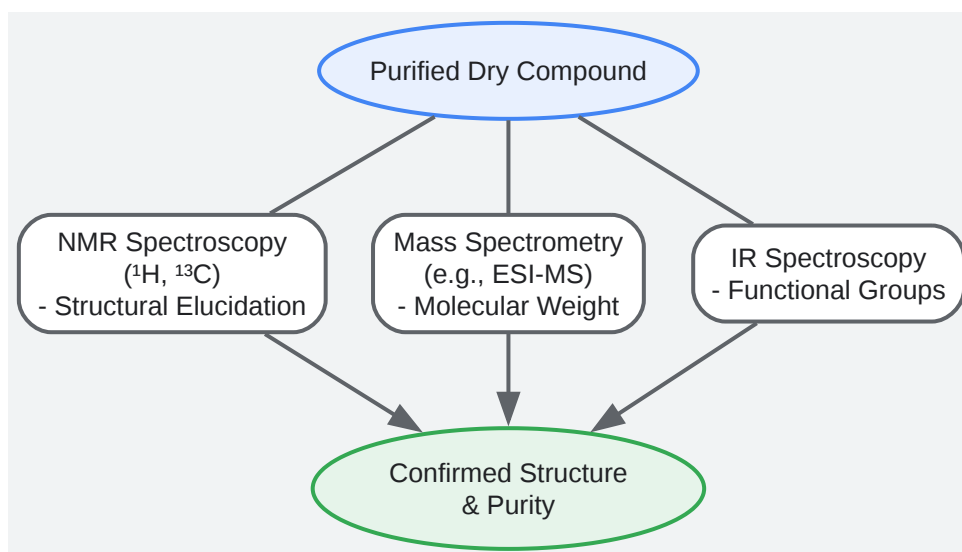 Purified Dry Compound
NMR Spectroscopy
(¹H, ¹³C)
- Structural Elucidation
Mass Spectrometry
(e.g., ESI-MS)
- Molecular Weight
IR Spectroscopy
- Functional Groups
Confirmed Structure
& Purity